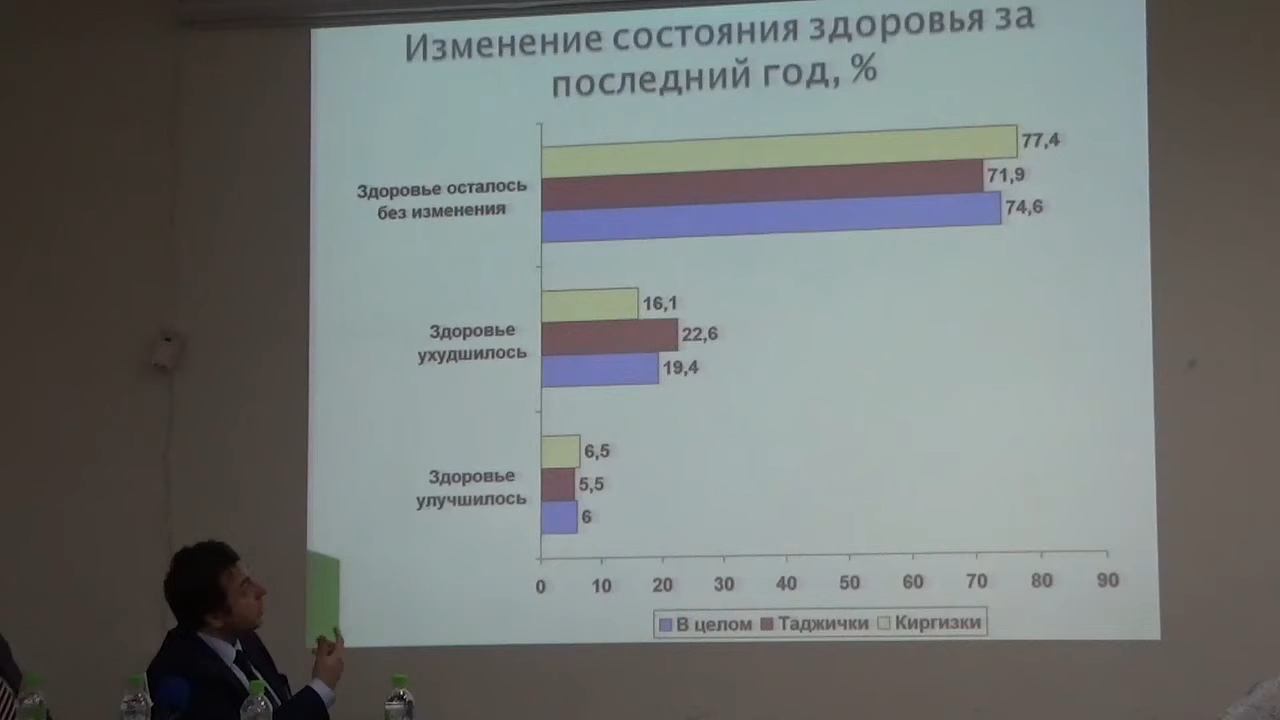 Изменение состояния здоровья за
последний год, %
Здоровье осталось
без изменения
77,4
71,9
74,6
Здоровье
ухудшилось
16,1
22,6
19,4
Здоровье
улучшилось
6,5
5,5
6
0 10 20 30 40 50 60 70 80 90
В целом Таджички Киргизки